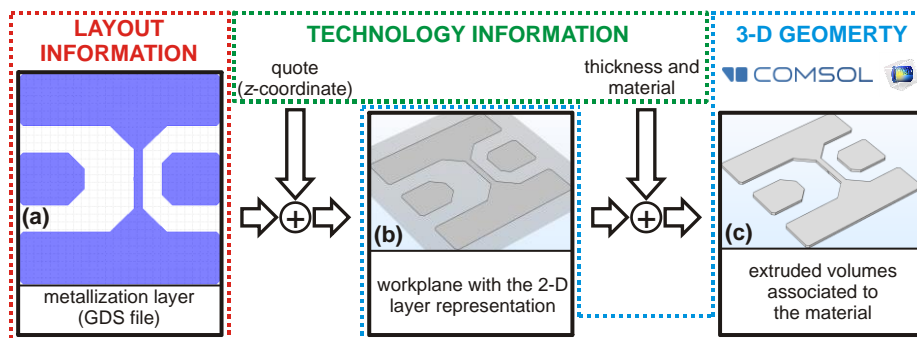 LAYOUT
INFORMATION
TECHNOLOGY INFORMATION
3-D GEOMERTY
quote
(z-coordinate)
thickness and
material
COMSOL
(a)
(b)
(c)
metallization layer
(GDS file)
workplane with the 2-D
layer representation
extruded volumes
associated to
the material